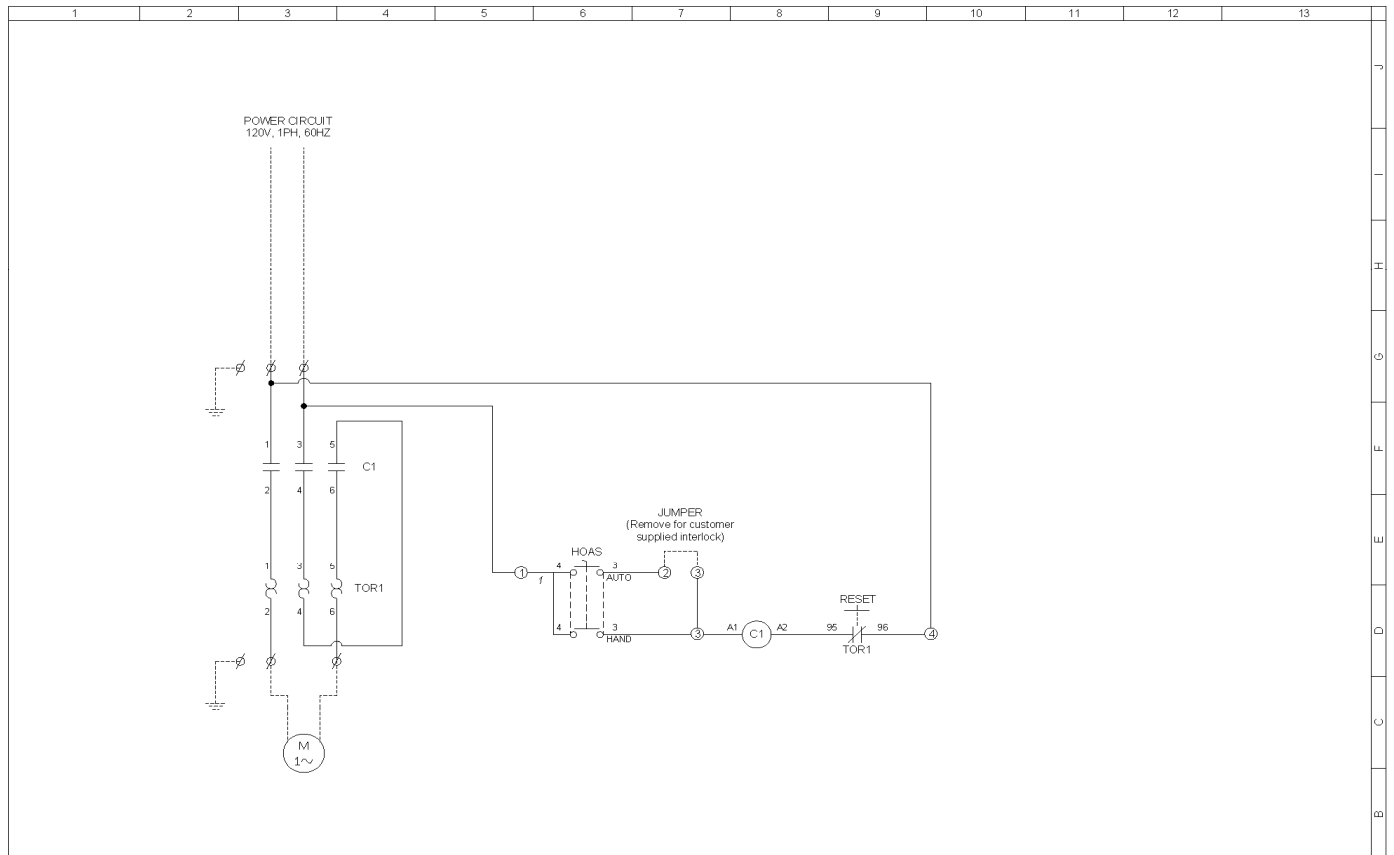 1 2 3 4 5 6 7 8 9 10 11 12 13
J
POWER CIRCUIT
120V, 1PH, 60HZ
I
H
G
1 3 5
F
C1
2 4 6
JUMPER
(Remove for customer
supplied interlock)
E
HOAS
1 3 5
4 3
1 1 AUTO 2 3
TOR1
RESET
2 4 6
4 3 A1 A2 95 96
D
3 C1 4
HAND
TOR1
C
M
1~
B